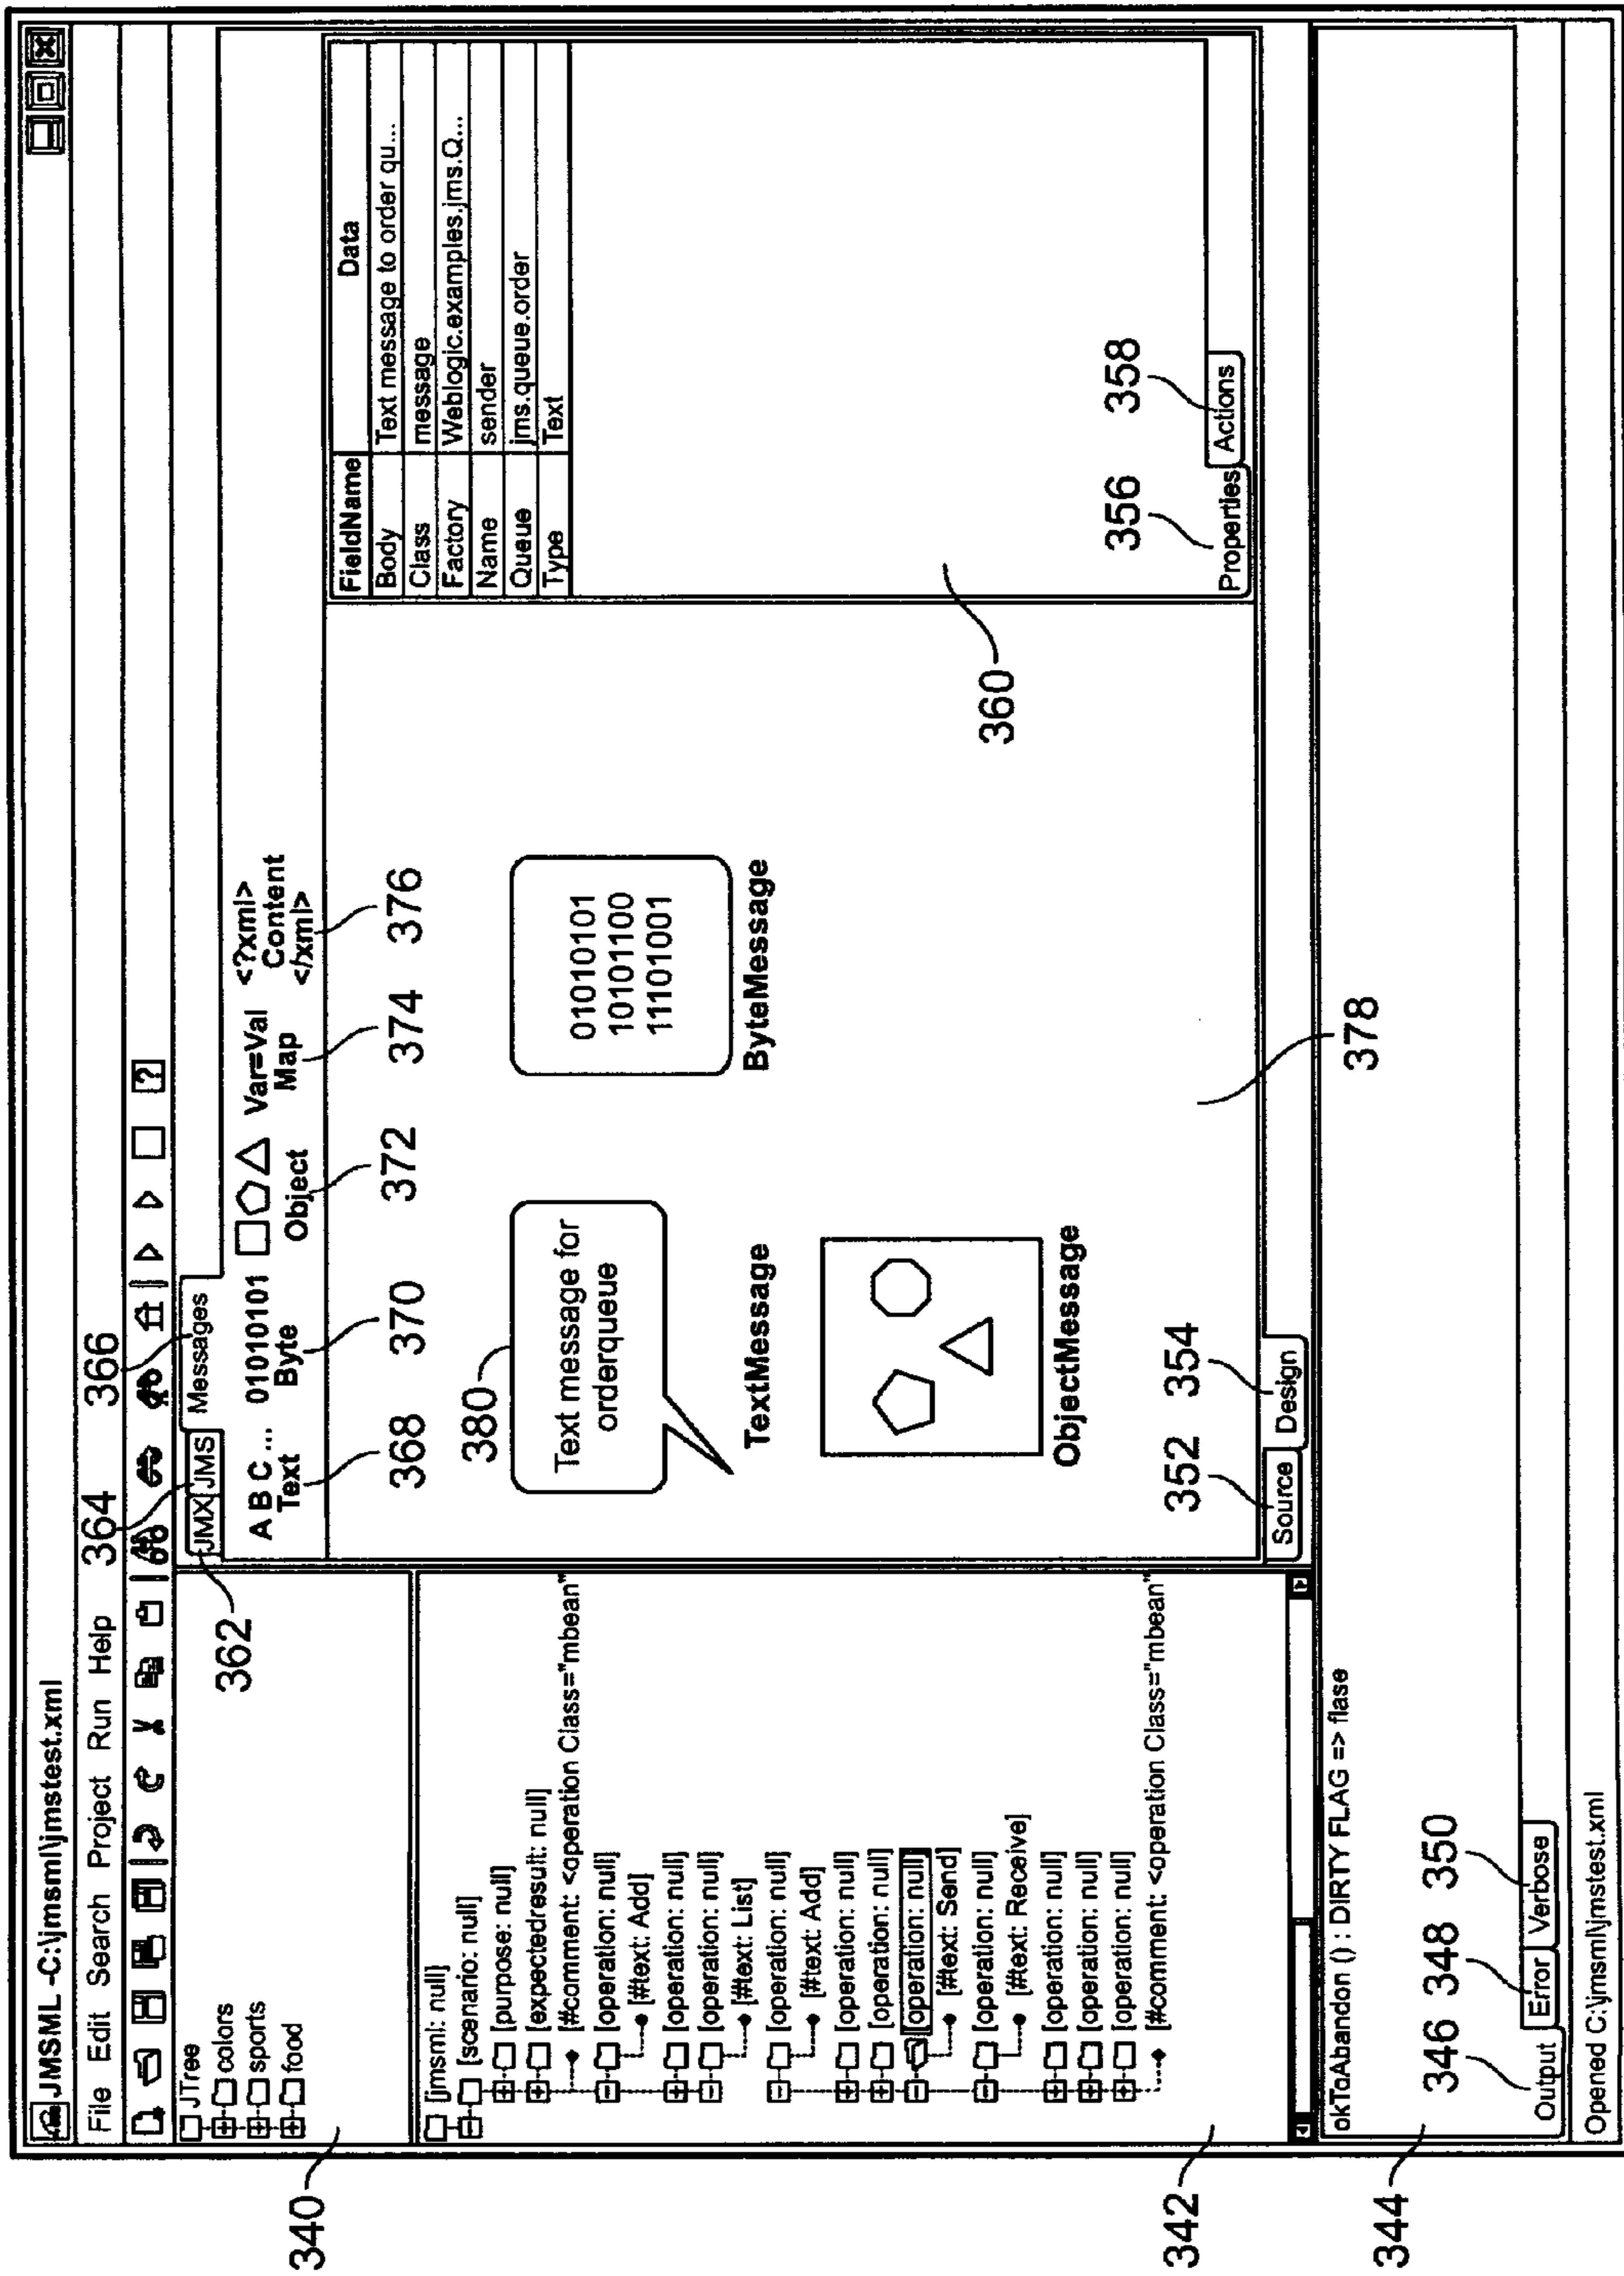 JMSML -C:\jmsml\jmstest.xml
File Edit Search Project Run Help
364
366
?
JTree
colors
sports
food
340
362
JMX
JMS
Messages
A B C ...
Text
01010101
Byte
Object
Var=Val
Map
<?xml>
Content
</xml>
368
370
372
374
376
[jmsml: null]
[scenario: null]
[purpose: null]
[expectedresult: null]
[#comment: <operation Class="mbean"
[operation: null]
[#text: Add]
[operation: null]
[operation: null]
[#text: List]
[operation: null]
[#text: Add]
[operation: null]
[operation: null]
[operation: null]
[#text: Send]
[operation: null]
[#text: Receive]
[operation: null]
[operation: null]
[operation: null]
[#comment: <operation Class="mbean"
342
380
Text message for
orderqueue
TextMessage
01010101
10101100
11101001
ByteMessage
ObjectMessage
352
354
Source
Design
378
FieldName Data
Body Text message to order qu...
Class message
Factory Weblogic.examples.jms.Q...
Name sender
Queue jms.queue.order
Type Text
360
356
358
Properties
Actions
okToAbandon () : DIRTY FLAG => flase
344
346
348
350
Output
Error
Verbose
Opened C:\jmsml\jmstest.xml